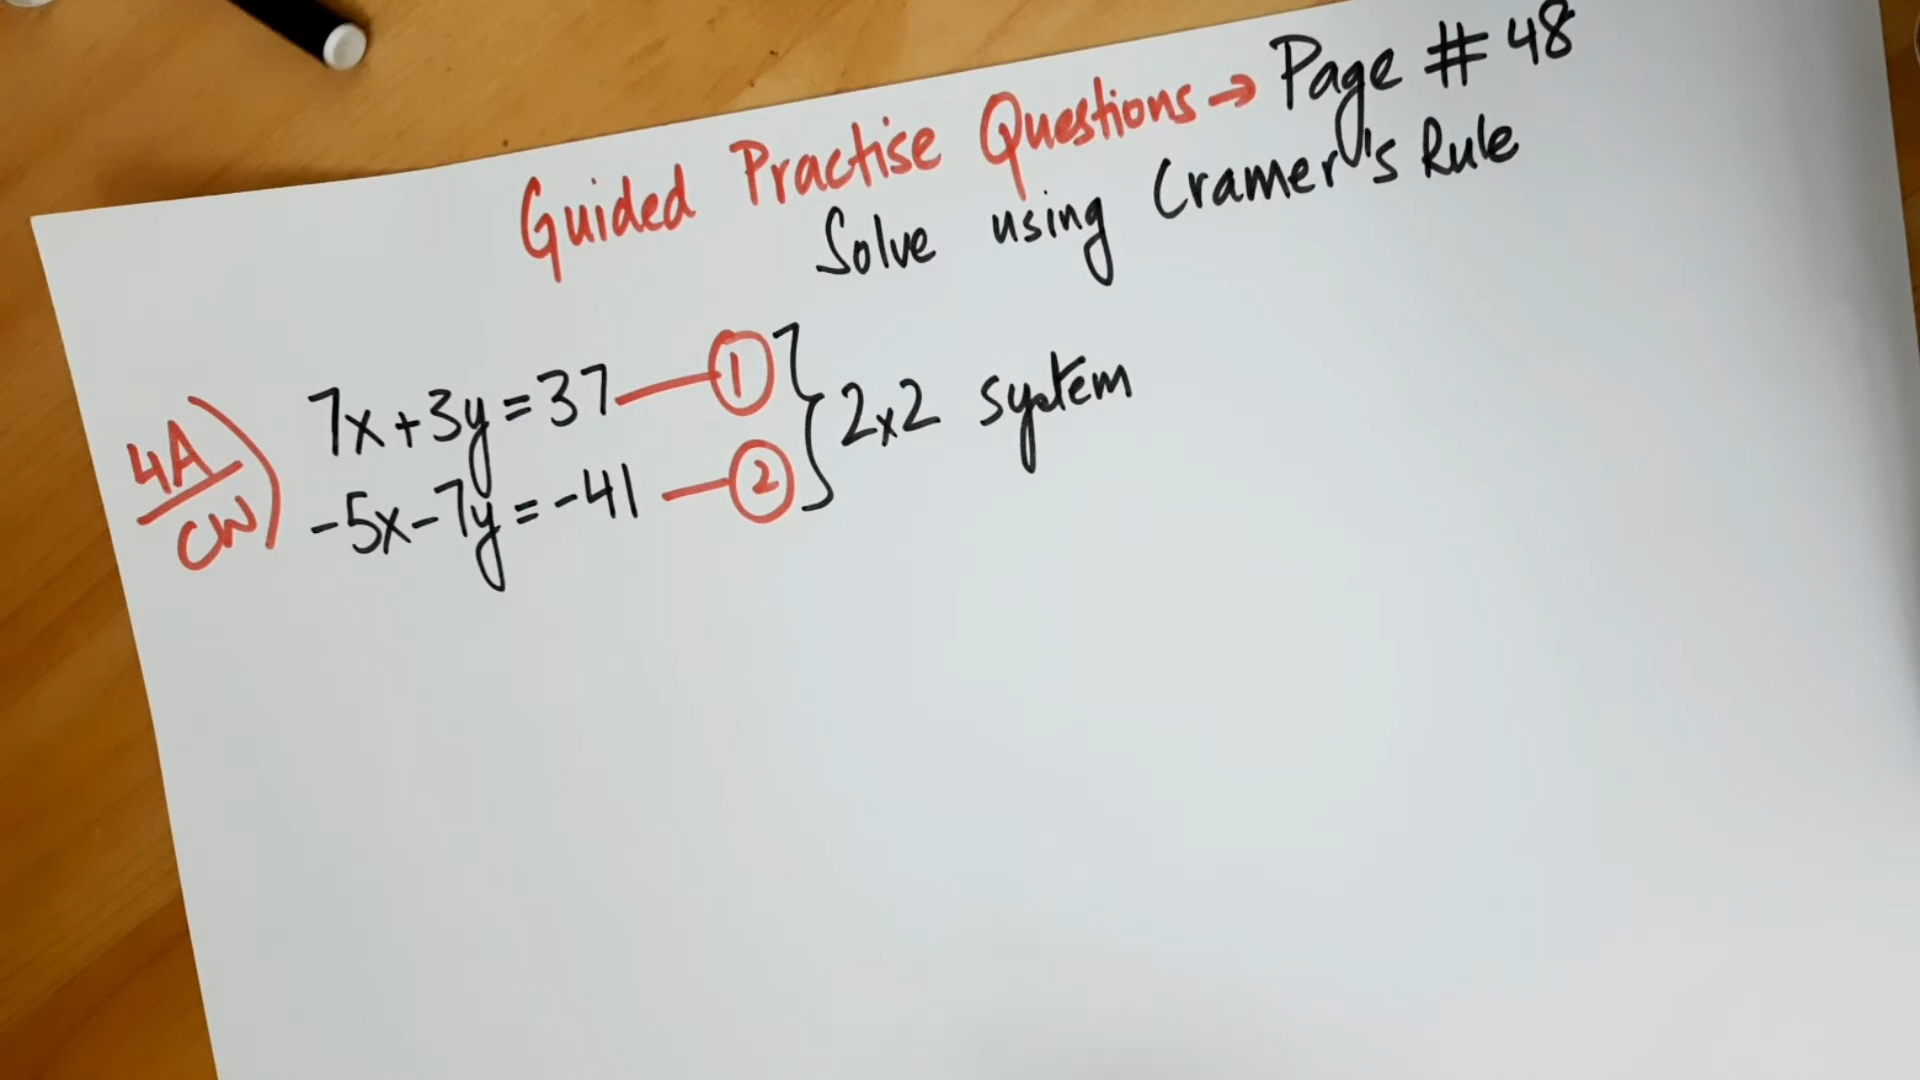 Guided Practise Questions → Page # 48
Solve using Cramer's Rule
4A/CW) 7x+3y=37 — ① } 2x2 system
-5x-7y=-41 — ②